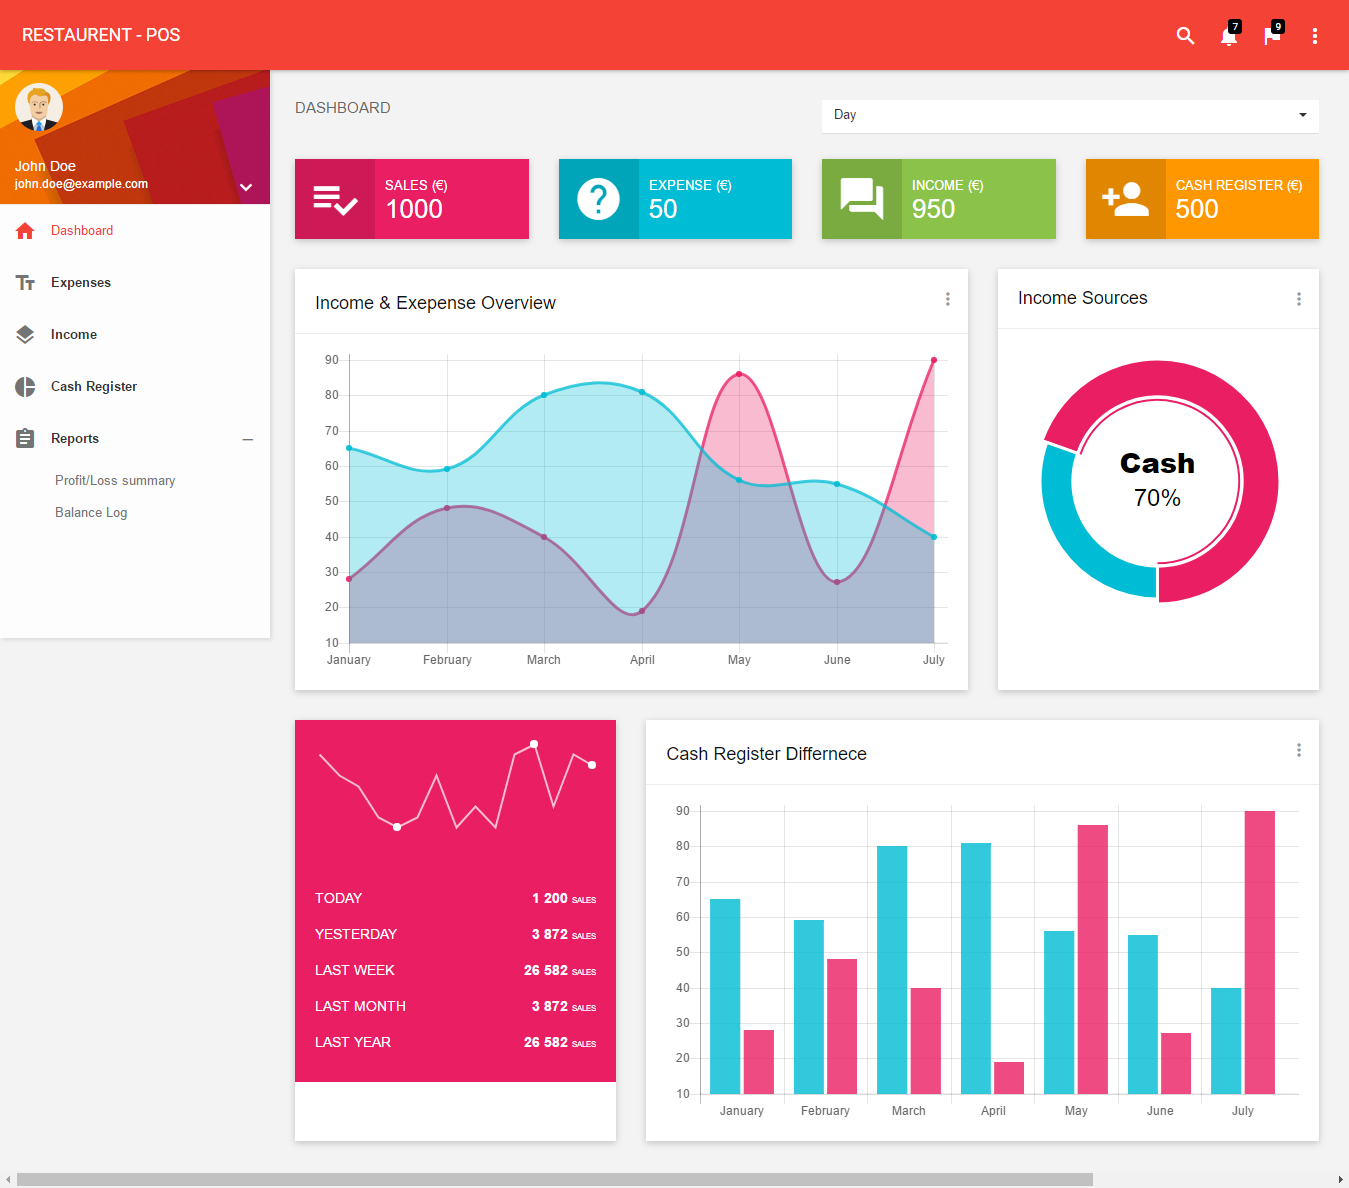 RESTAURENT - POS
7
9
John Doe
john.doe@example.com
Dashboard
Expenses
Income
Cash Register
Reports
Profit/Loss summary
Balance Log
DASHBOARD
Day
SALES (€)
1000
EXPENSE (€)
50
INCOME (€)
950
CASH REGISTER (€)
500
Income & Exepense Overview
90
80
70
60
50
40
30
20
10
January February March April May June July
Income Sources
Cash
70%
TODAY 1 200 SALES
YESTERDAY 3 872 SALES
LAST WEEK 26 582 SALES
LAST MONTH 3 872 SALES
LAST YEAR 26 582 SALES
Cash Register Differnece
90
80
70
60
50
40
30
20
10
January February March April May June July